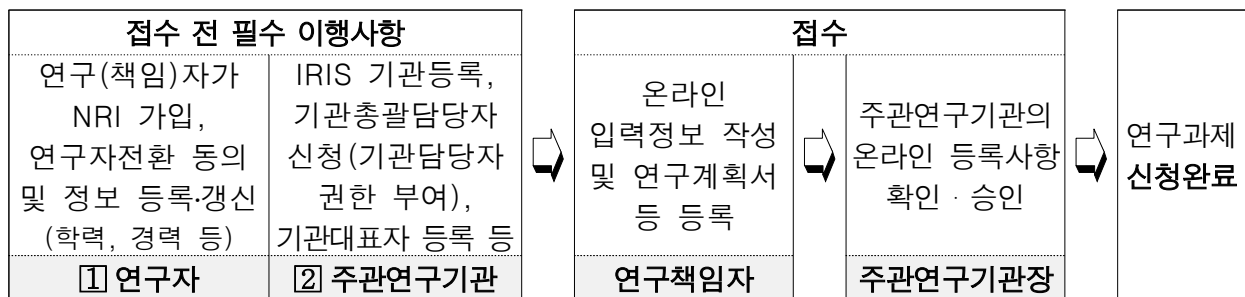 접수 전 필수 이행사항
연구(책임)자가
NRI 가입,
연구자전환 동의
및 정보 등록·갱신
(학력, 경력 등)
1 연구자
IRIS 기관등록,
기관총괄담당자
신청(기관담당자
권한 부여),
기관대표자 등록 등
2 주관연구기관
접수
온라인
입력정보 작성
및 연구계획서
등 등록
연구책임자
주관연구기관의
온라인 등록사항
확인 · 승인
주관연구기관장
연구과제
신청완료